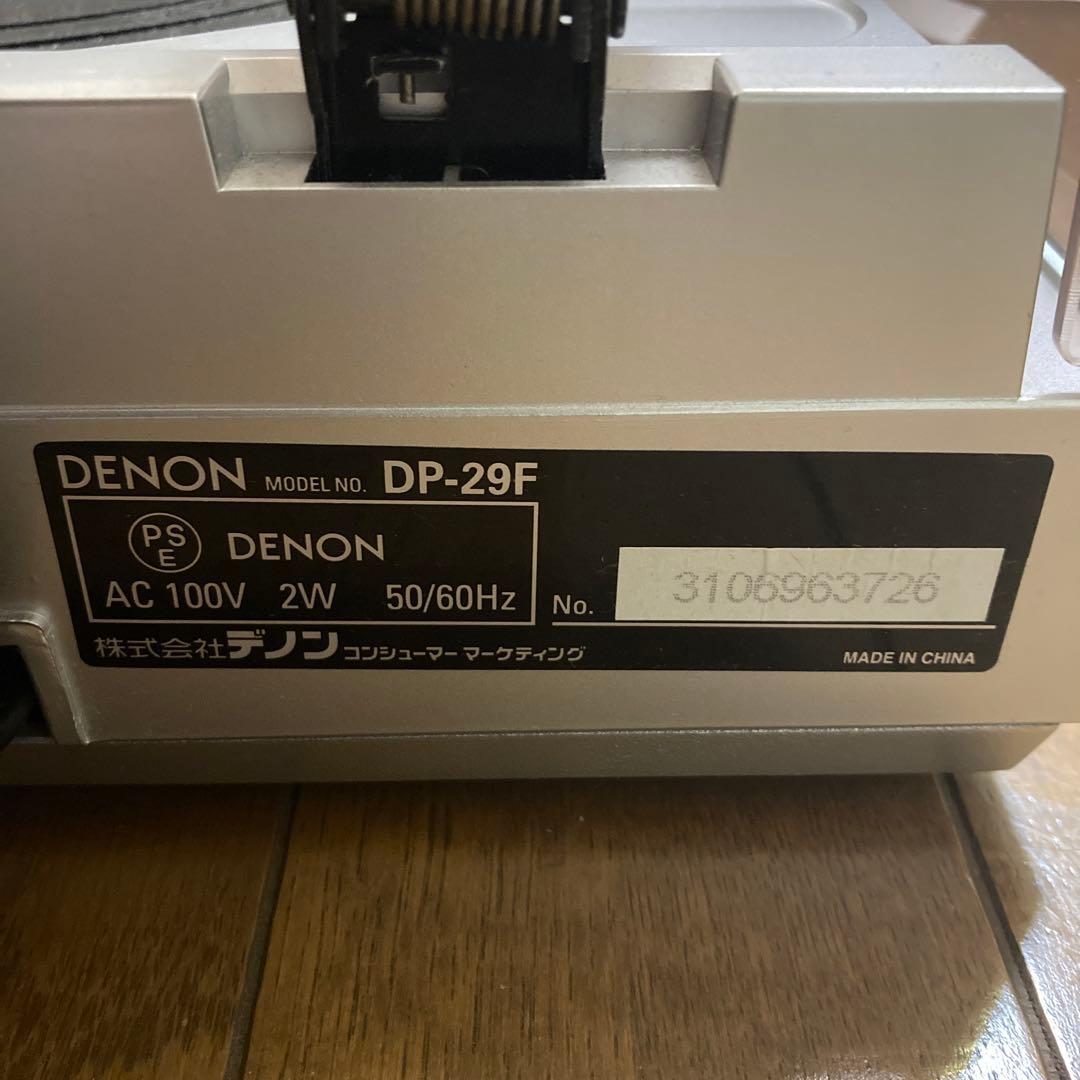 DENON MODEL NO. DP-29F
PSE DENON
AC 100V 2W 50/60Hz
No. 3106963726
株式会社デノン コンシューマー マーケティング
MADE IN CHINA